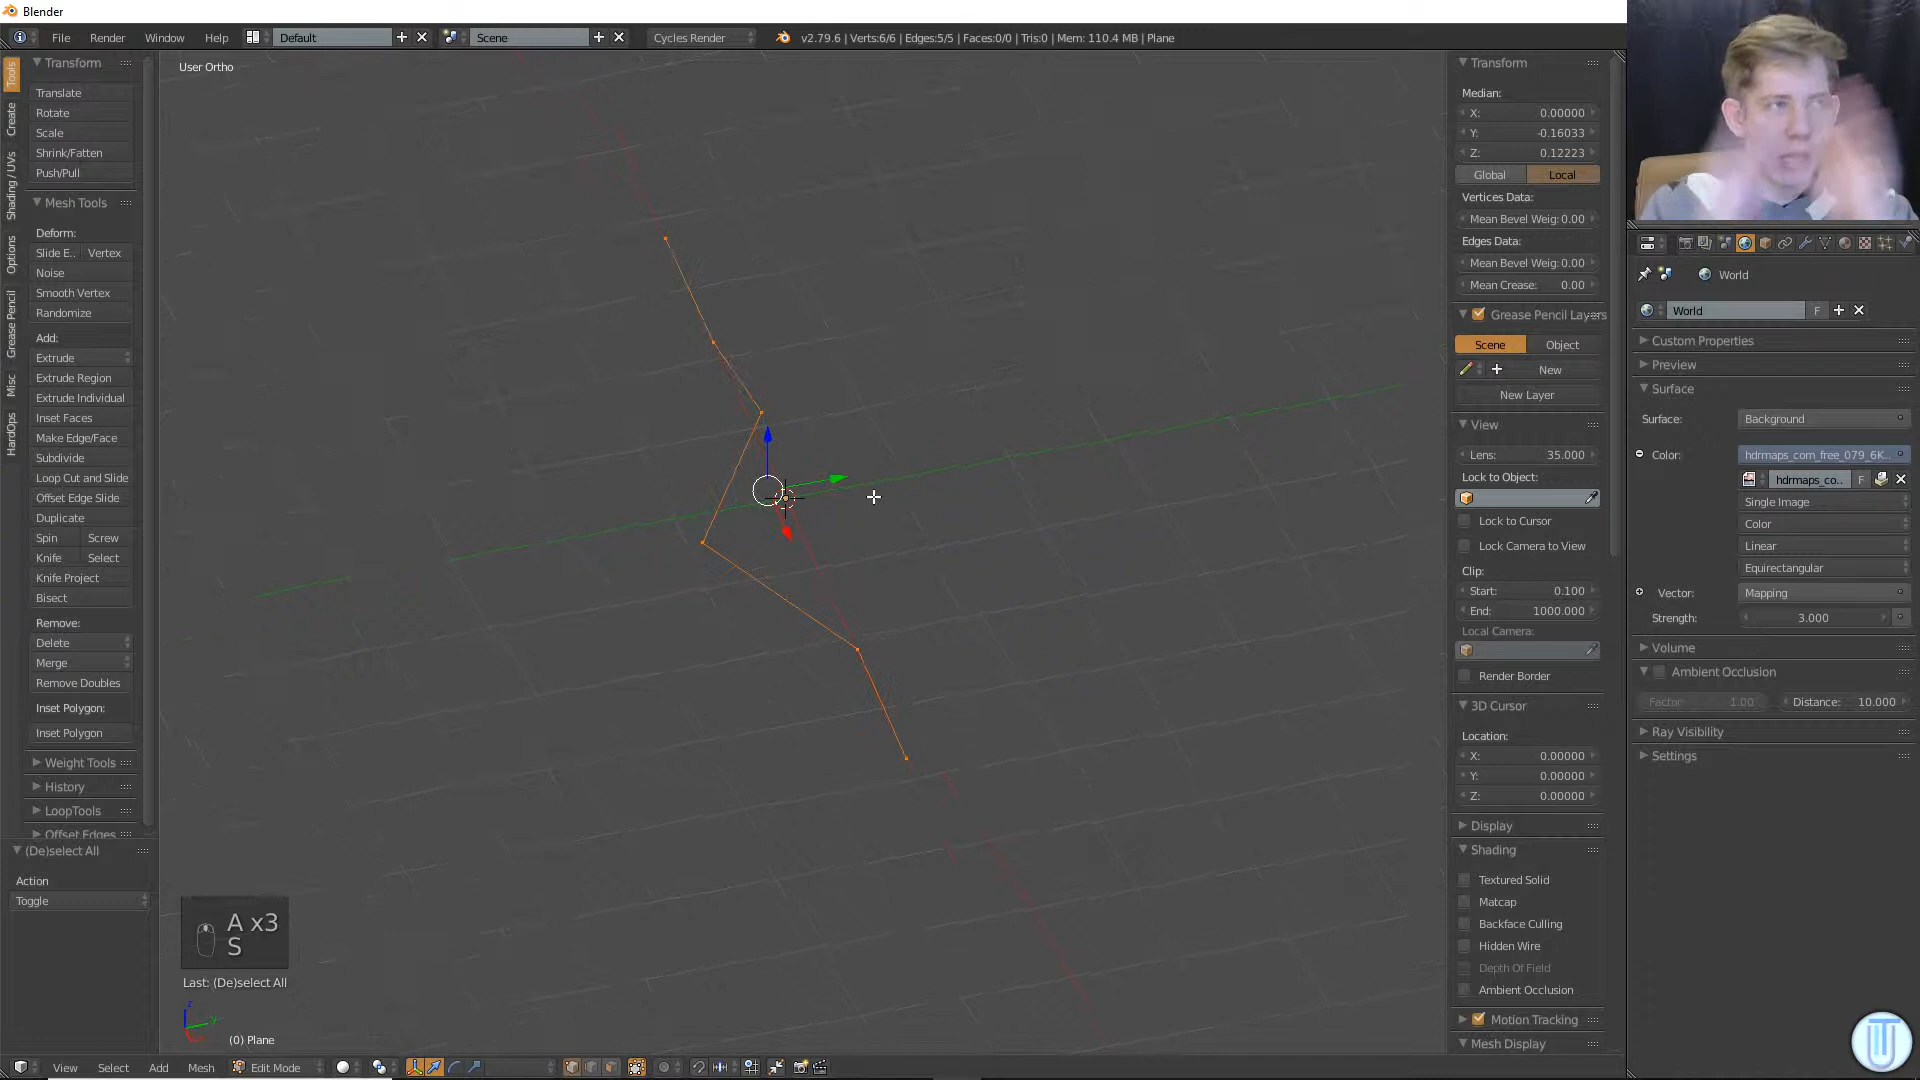 Blender
File Render Window Help Default Scene Cycles Render v2.79.6 | Verts:6/6 | Edges:5/5 | Faces:0/0 | Tris:0 | Mem: 110.4 MB | Plane
User Ortho
Tools
Create
Shading / UVs
Options
Grease Pencil
Misc
HardOps
Transform
Translate
Rotate
Scale
Shrink/Fatten
Push/Pull
Mesh Tools
Deform:
Slide E.. Vertex
Noise
Smooth Vertex
Randomize
Add:
Extrude
Extrude Region
Extrude Individual
Inset Faces
Make Edge/Face
Subdivide
Loop Cut and Slide
Offset Edge Slide
Duplicate
Spin Screw
Knife Select
Knife Project
Bisect
Remove:
Delete
Merge
Remove Doubles
Inset Polygon:
Inset Polygon
Weight Tools
History
LoopTools
Offset Edges
(De)select All
Action
Toggle
A x3
S
Last: (De)select All
z
y
(0) Plane
View Select Add Mesh Edit Mode
Transform
Median:
X: 0.00000
Y: -0.16033
Z: 0.12223
Global Local
Vertices Data:
Mean Bevel Weig: 0.00
Edges Data:
Mean Bevel Weig: 0.00
Mean Crease: 0.00
Grease Pencil Layers
Scene Object
New
New Layer
View
Lens: 35.000
Lock to Object:
Lock to Cursor
Lock Camera to View
Clip:
Start: 0.100
End: 1000.000
Local Camera:
Render Border
3D Cursor
Location:
X: 0.00000
Y: 0.00000
Z: 0.00000
Display
Shading
Textured Solid
Matcap
Backface Culling
Hidden Wire
Depth Of Field
Ambient Occlusion
Motion Tracking
Mesh Display
World
World F
Custom Properties
Preview
Surface
Surface: Background
Color: hdrmaps_com_free_079_6K...
hdrmaps_co.. F
Single Image
Color
Linear
Equirectangular
Vector: Mapping
Strength: 3.000
Volume
Ambient Occlusion
Factor: 1.00 Distance: 10.000
Ray Visibility
Settings